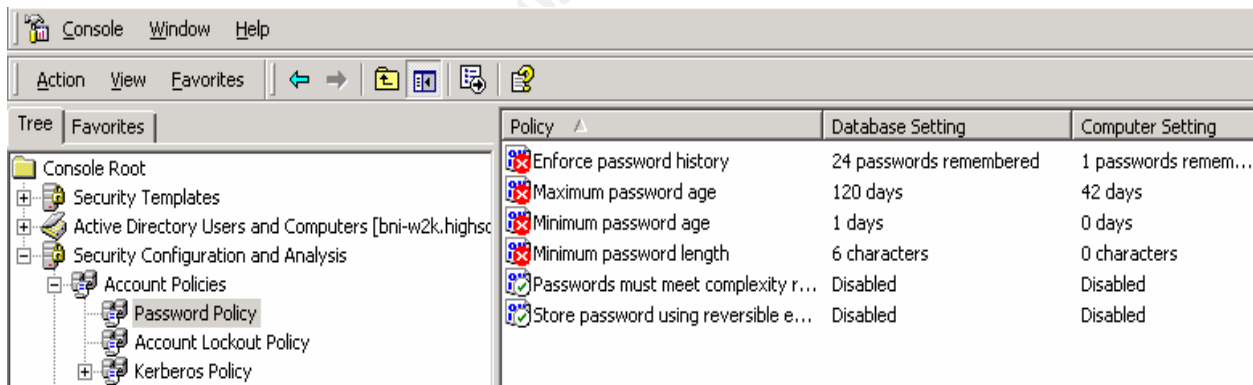 Console Window Help
Action View Favorites
Tree Favorites
Console Root
Security Templates
Active Directory Users and Computers [bni-w2k.highsc
Security Configuration and Analysis
Account Policies
Password Policy
Account Lockout Policy
Kerberos Policy
Policy Database Setting Computer Setting
Enforce password history 24 passwords remembered 1 passwords remem...
Maximum password age 120 days 42 days
Minimum password age 1 days 0 days
Minimum password length 6 characters 0 characters
Passwords must meet complexity r... Disabled Disabled
Store password using reversible e... Disabled Disabled